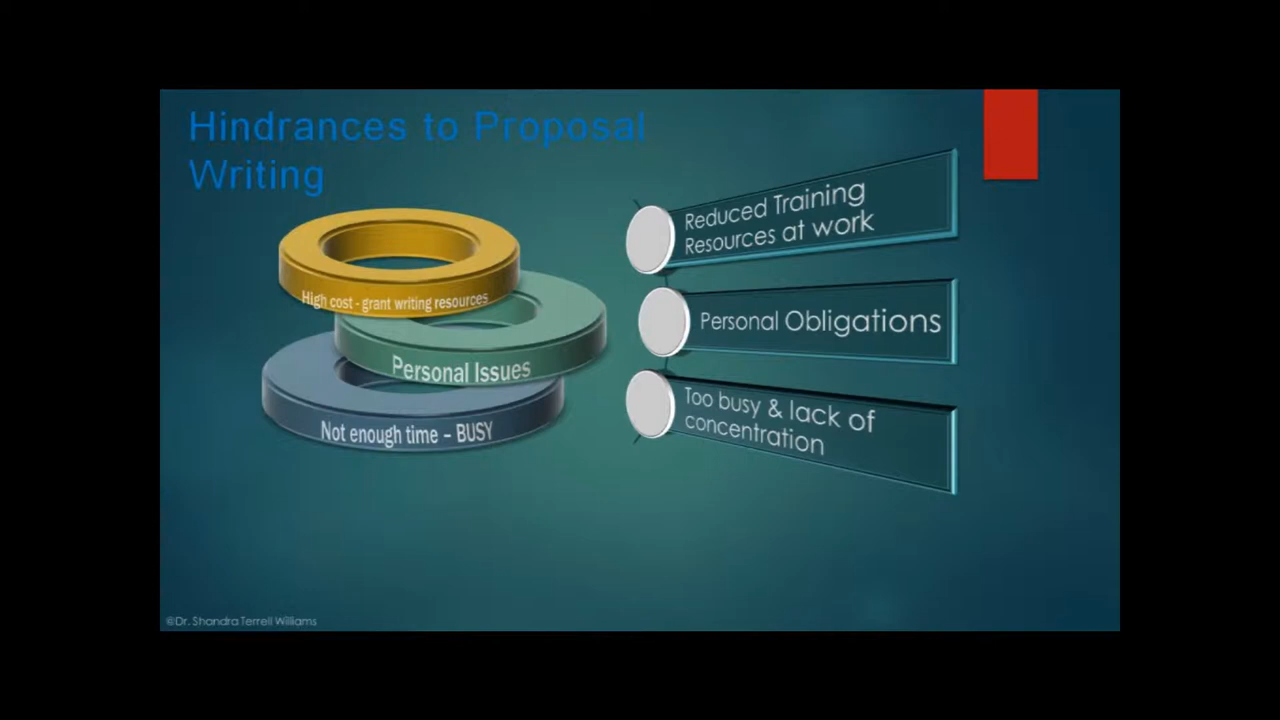 Hindrances to Proposal
Writing
High cost - grant writing resources
Personal Issues
Not enough time – BUSY
Reduced Training
Resources at work
Personal Obligations
Too busy & lack of
concentration
©Dr. Shandra Terrell Williams